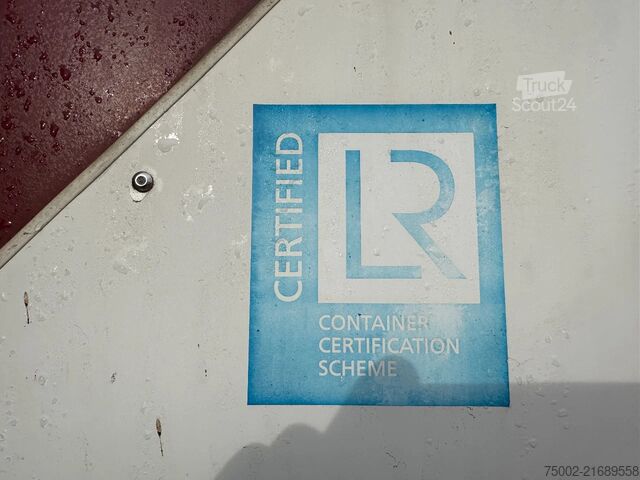 Truck
Scout24
CERTIFIED
LR
CONTAINER
CERTIFICATION
SCHEME
75002-21689558